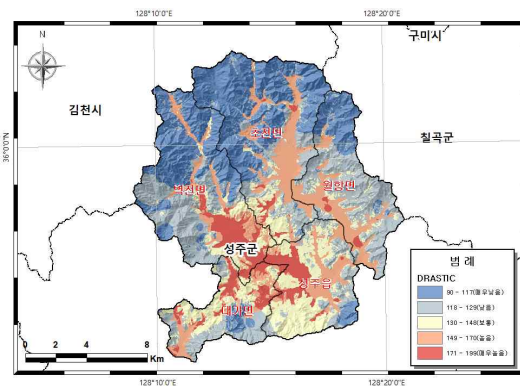 128°10'0"E
128°20'0"E
구미시
N
김천시
초전면
칠곡군
36°0'0"N
벽진면
월항면
성주군
성주읍
대가면
범 례
DRASTIC
90 - 117(매우낮음)
118 - 129(낮음)
130 - 148(보통)
149 - 170(높음)
171 - 199(매우높음)
0 2 4 8
Km
128°10'0"E
128°20'0"E